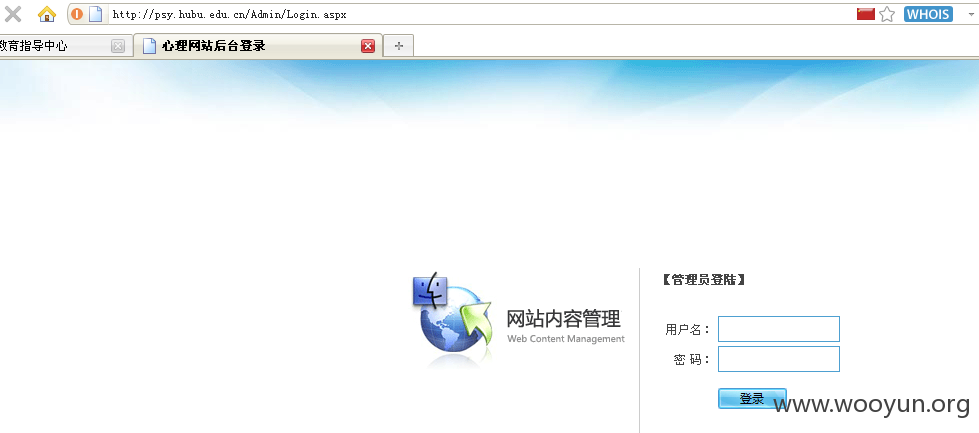 http://psy.hubu.edu.cn/Admin/Login.aspx
WHOIS
教育指导中心
心理网站后台登录
网站内容管理
Web Content Management
【管理员登陆】
用户名：
密 码：
登录
www.wooyun.org